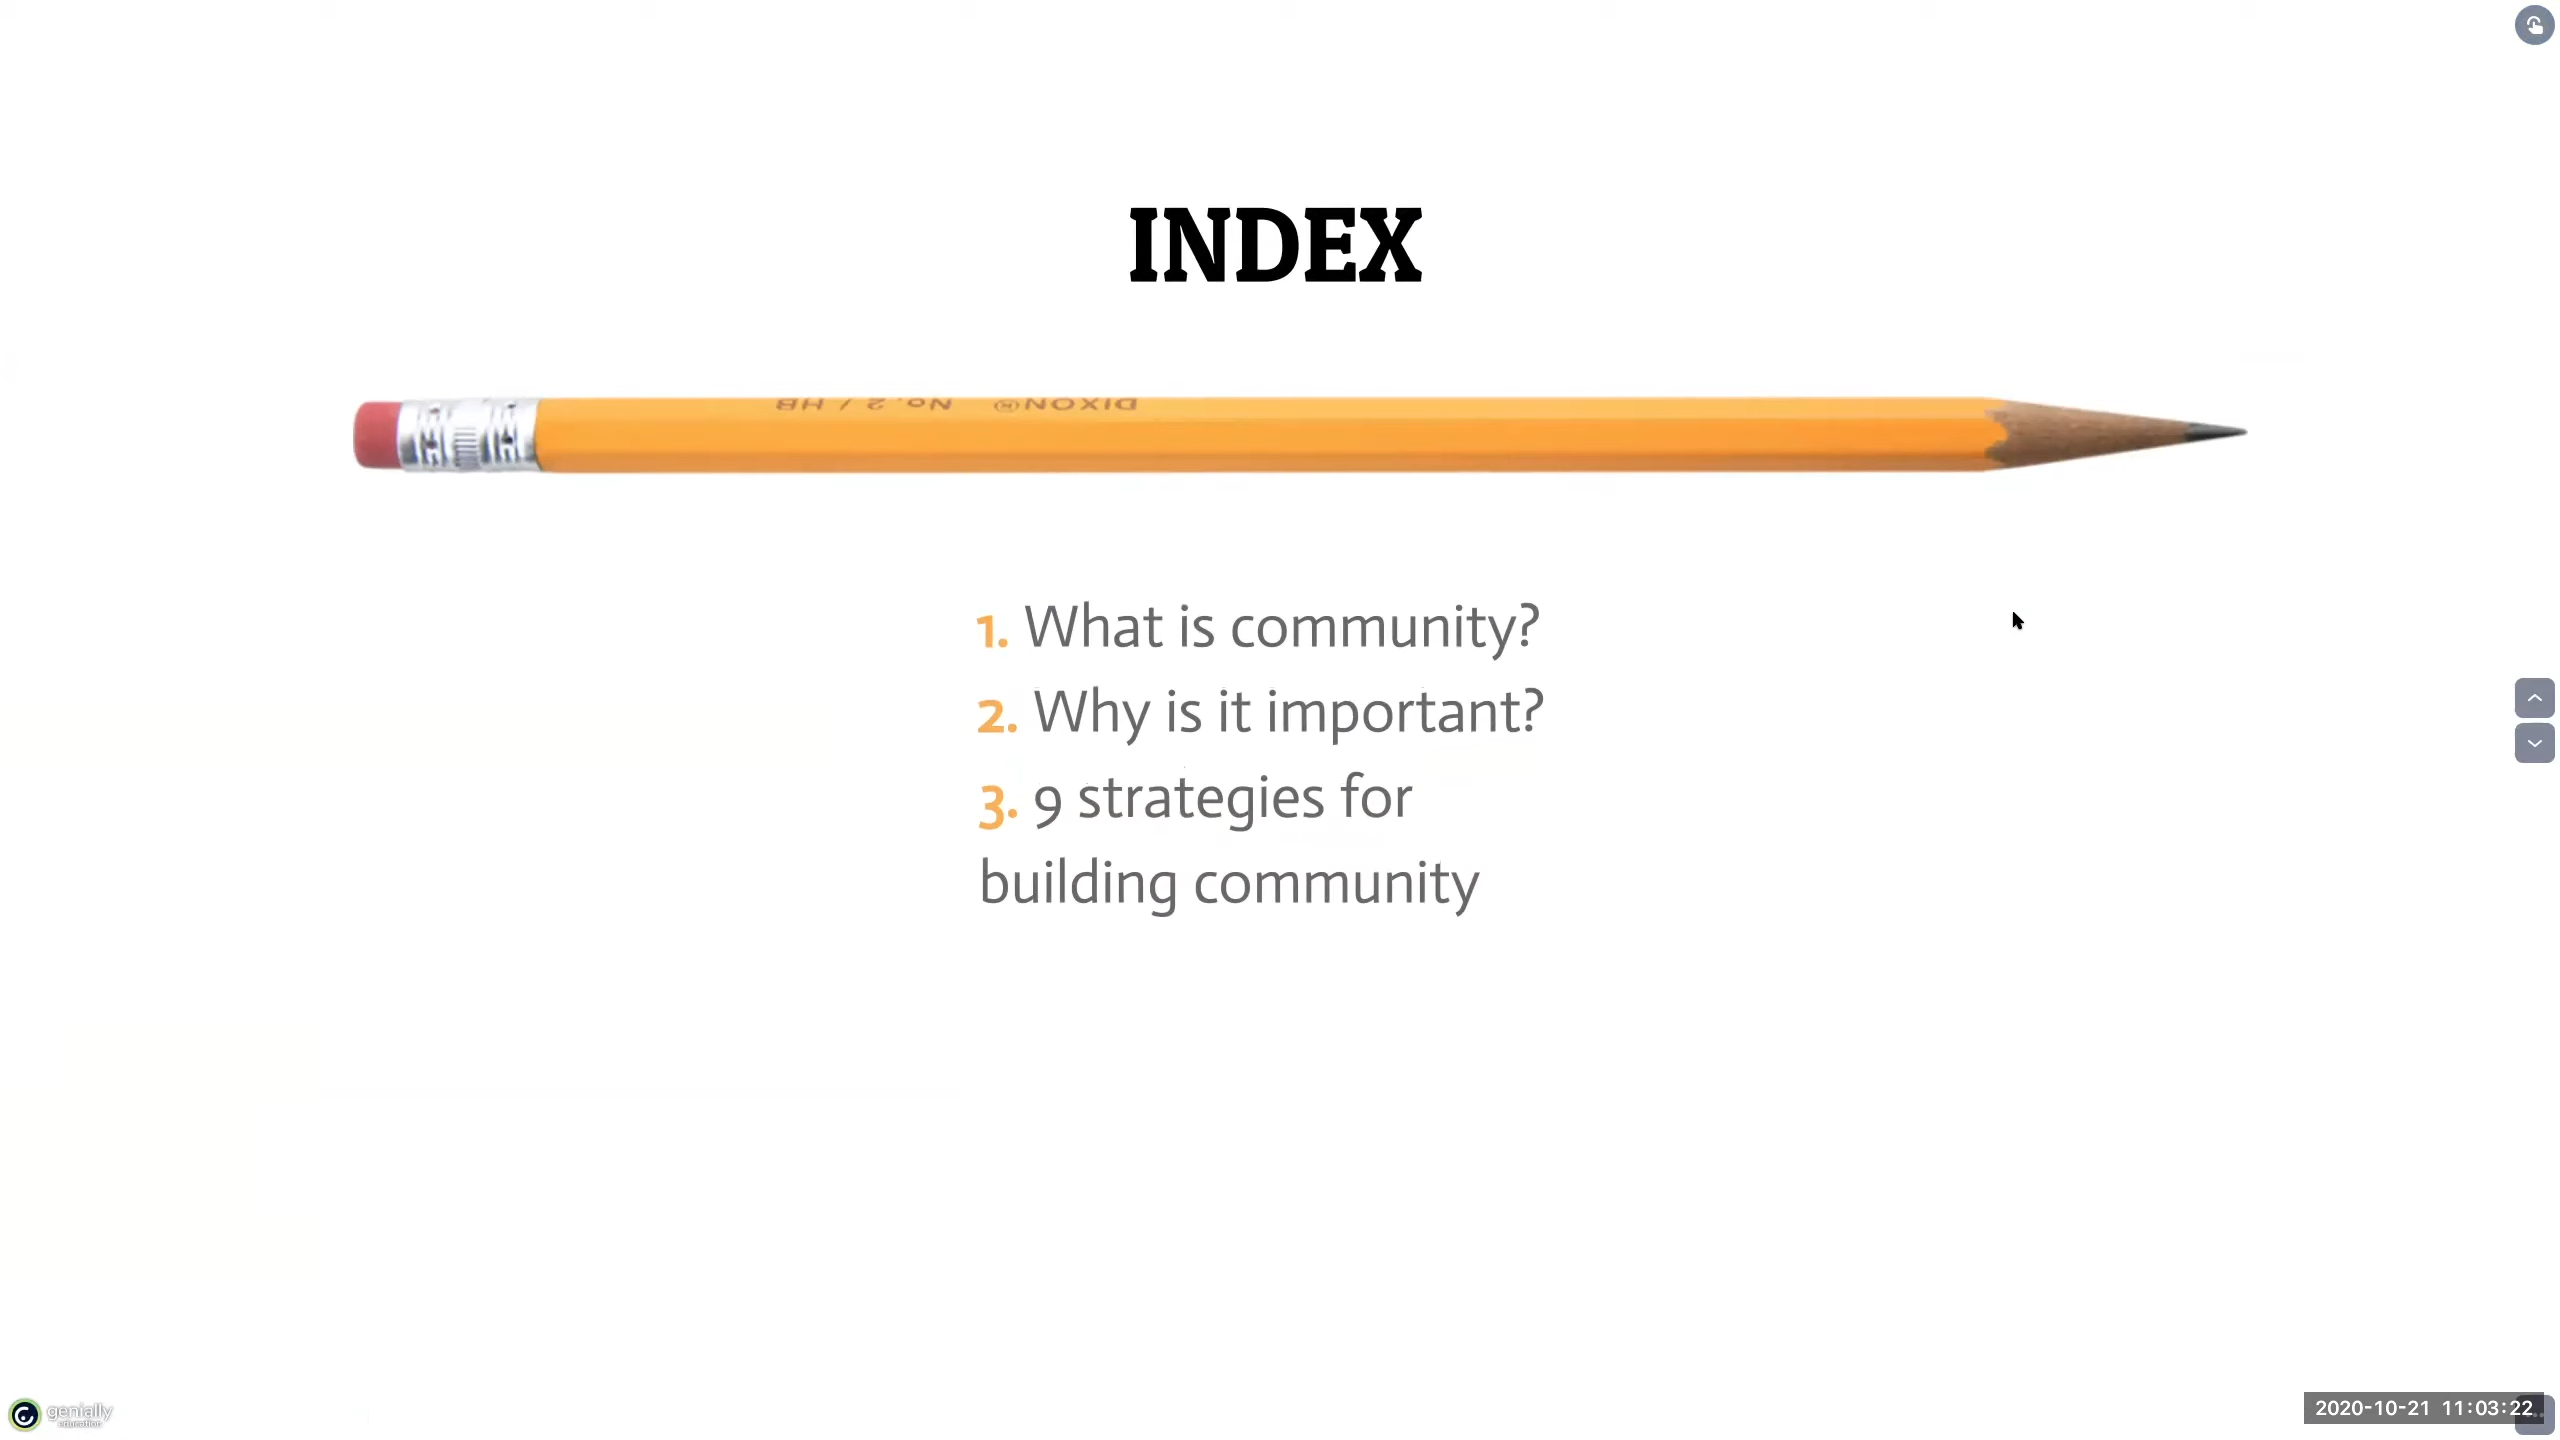 INDEX
DIXON® No. 2 / HB
1. What is community?
2. Why is it important?
3. 9 strategies for
building community
genially
education
2020-10-21 11:03:22